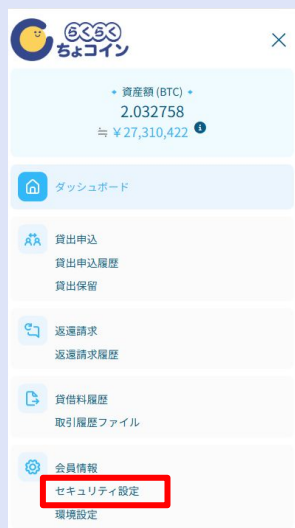 らくらく
ちょコイン
資産額 (BTC)
2.032758
≒ ¥27,310,422
ダッシュボード
貸出申込
貸出申込履歴
貸出保留
返還請求
返還請求履歴
貸借料履歴
取引履歴ファイル
会員情報
セキュリティ設定
環境設定